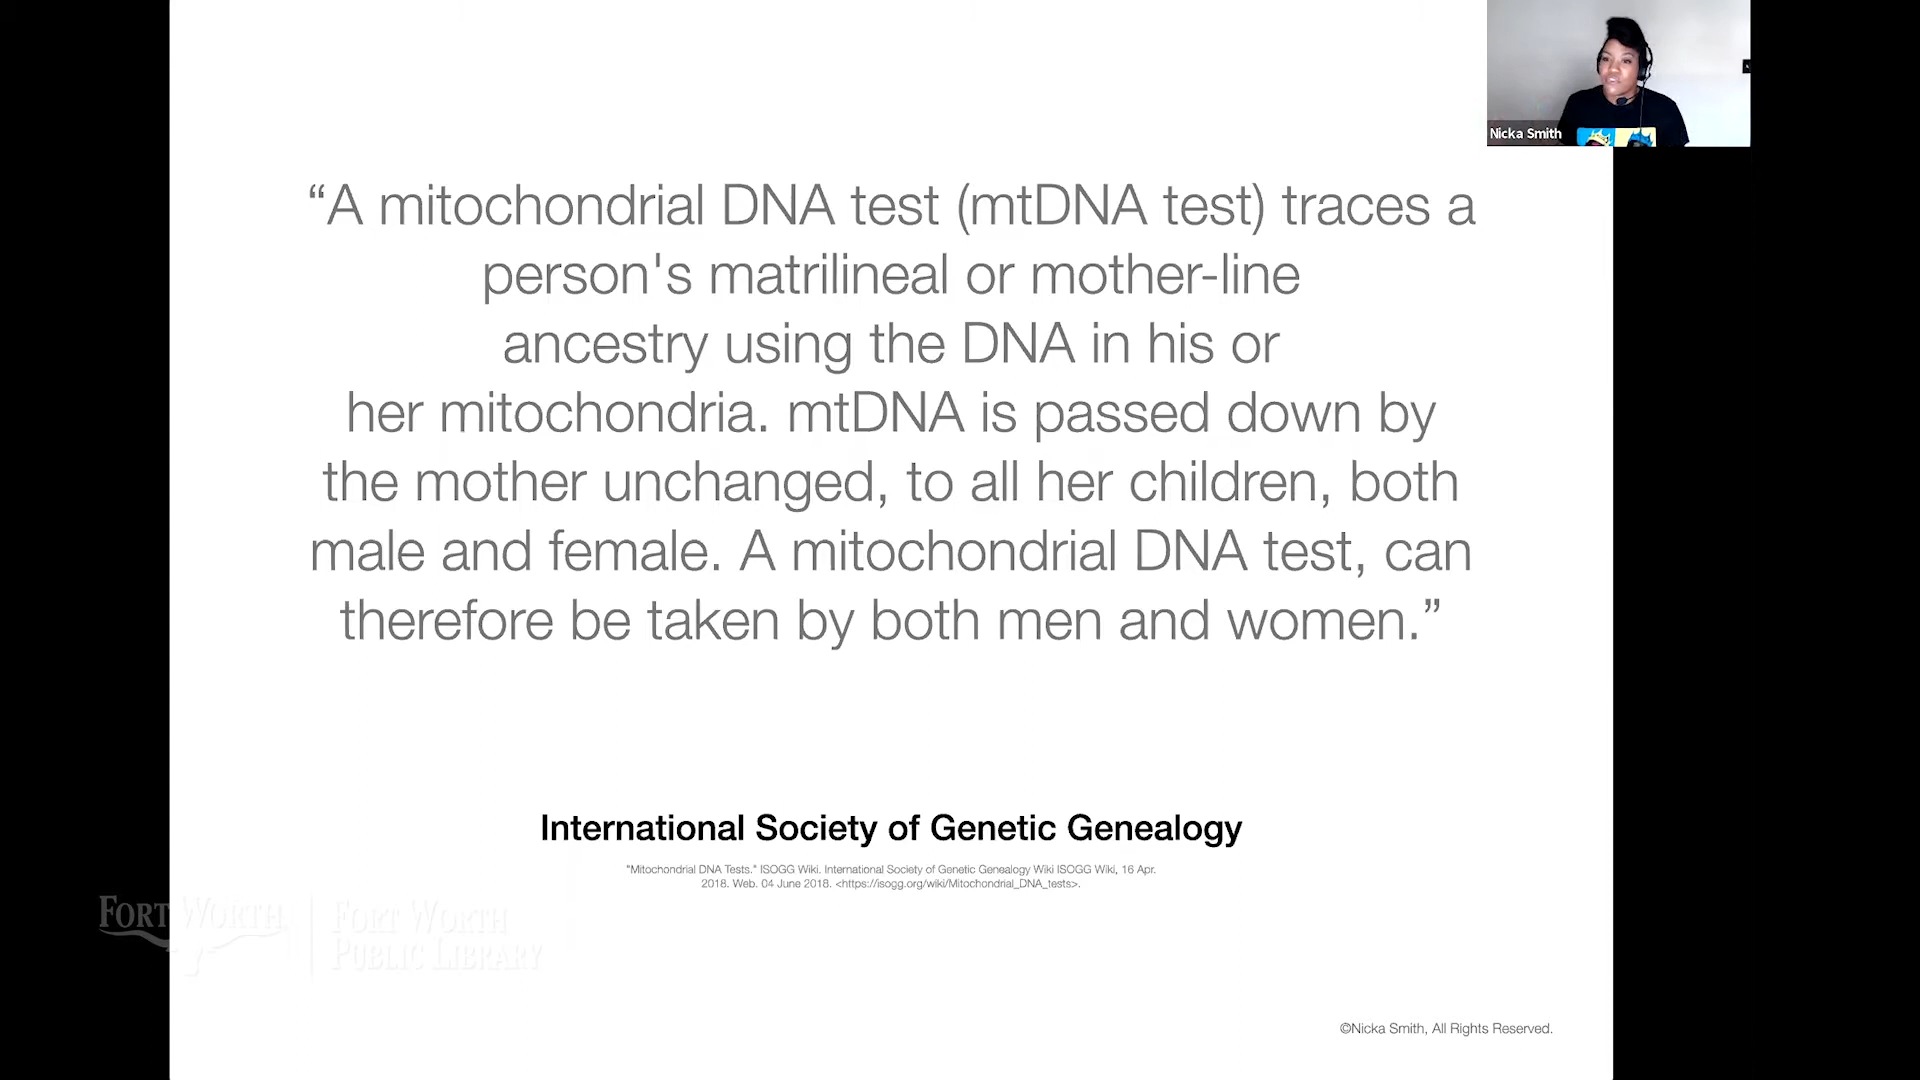 Nicka Smith
“A mitochondrial DNA test (mtDNA test) traces a
person's matrilineal or mother-line
ancestry using the DNA in his or
her mitochondria. mtDNA is passed down by
the mother unchanged, to all her children, both
male and female. A mitochondrial DNA test, can
therefore be taken by both men and women.”
International Society of Genetic Genealogy
"Mitochondrial DNA Tests." ISOGG Wiki. International Society of Genetic Genealogy Wiki ISOGG Wiki, 16 Apr.
2018. Web. 04 June 2018. <https://isogg.org/wiki/Mitochondrial_DNA_tests>.
FORT WORTH
FORT WORTH
PUBLIC LIBRARY
©Nicka Smith, All Rights Reserved.